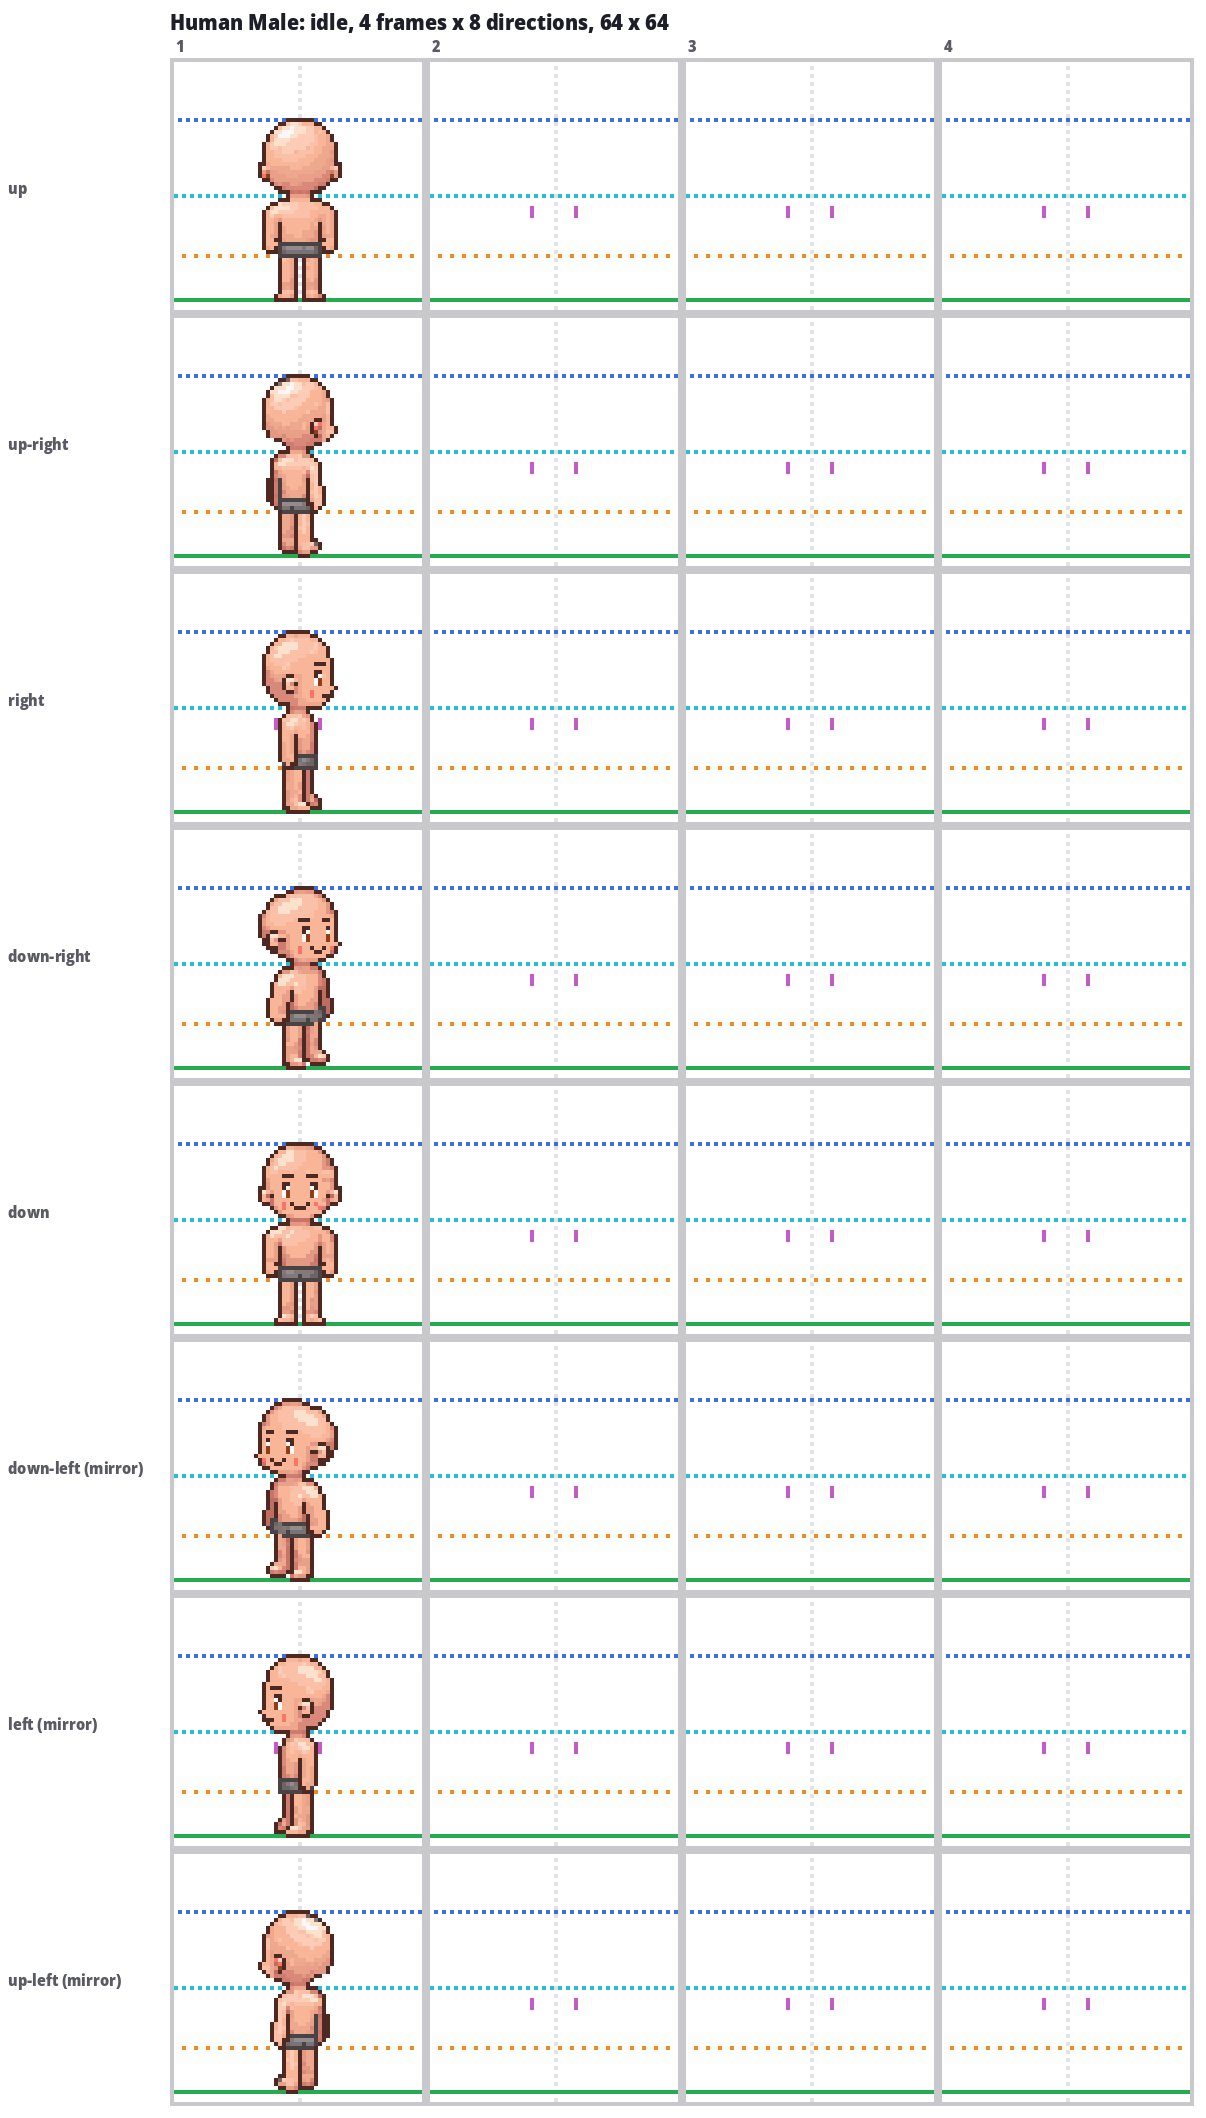 Human Male: idle, 4 frames x 8 directions, 64 x 64
1 2 3 4
up
up-right
right
down-right
down
down-left (mirror)
left (mirror)
up-left (mirror)